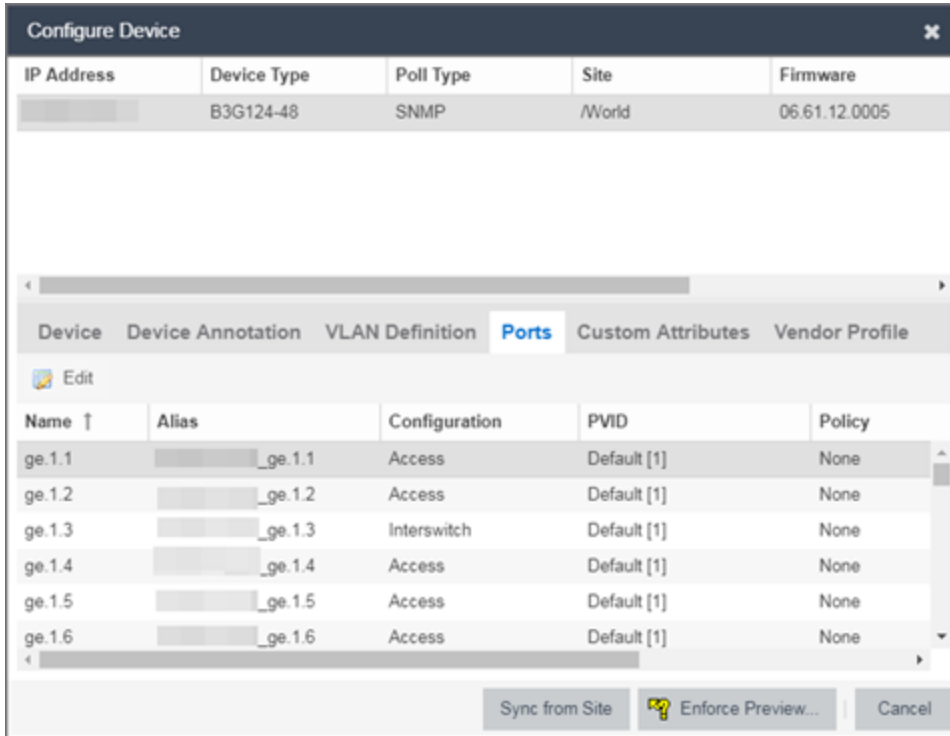 Configure Device
IP Address Device Type Poll Type Site Firmware
B3G124-48 SNMP /World 06.61.12.0005
Device Device Annotation VLAN Definition Ports Custom Attributes Vendor Profile
Edit
Name ↑ Alias Configuration PVID Policy
ge.1.1 _ge.1.1 Access Default [1] None
ge.1.2 _ge.1.2 Access Default [1] None
ge.1.3 _ge.1.3 Interswitch Default [1] None
ge.1.4 _ge.1.4 Access Default [1] None
ge.1.5 _ge.1.5 Access Default [1] None
ge.1.6 _ge.1.6 Access Default [1] None
Sync from Site Enforce Preview... Cancel